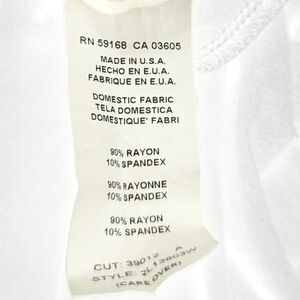 RN 59168 CA 03605
MADE IN U.S.A.
HECHO EN E.U.A.
FABRIQUE EN E.U.A.
DOMESTIC FABRIC
TELA DOMESTICA
DOMESTIQUE' FABRI
90% RAYON
10% SPANDEX
90% RAYONNE
10% SPANDEX
90% RAYON
10% SPANDEX
CUT: 39012 A
STYLE:
(CARE OVER)